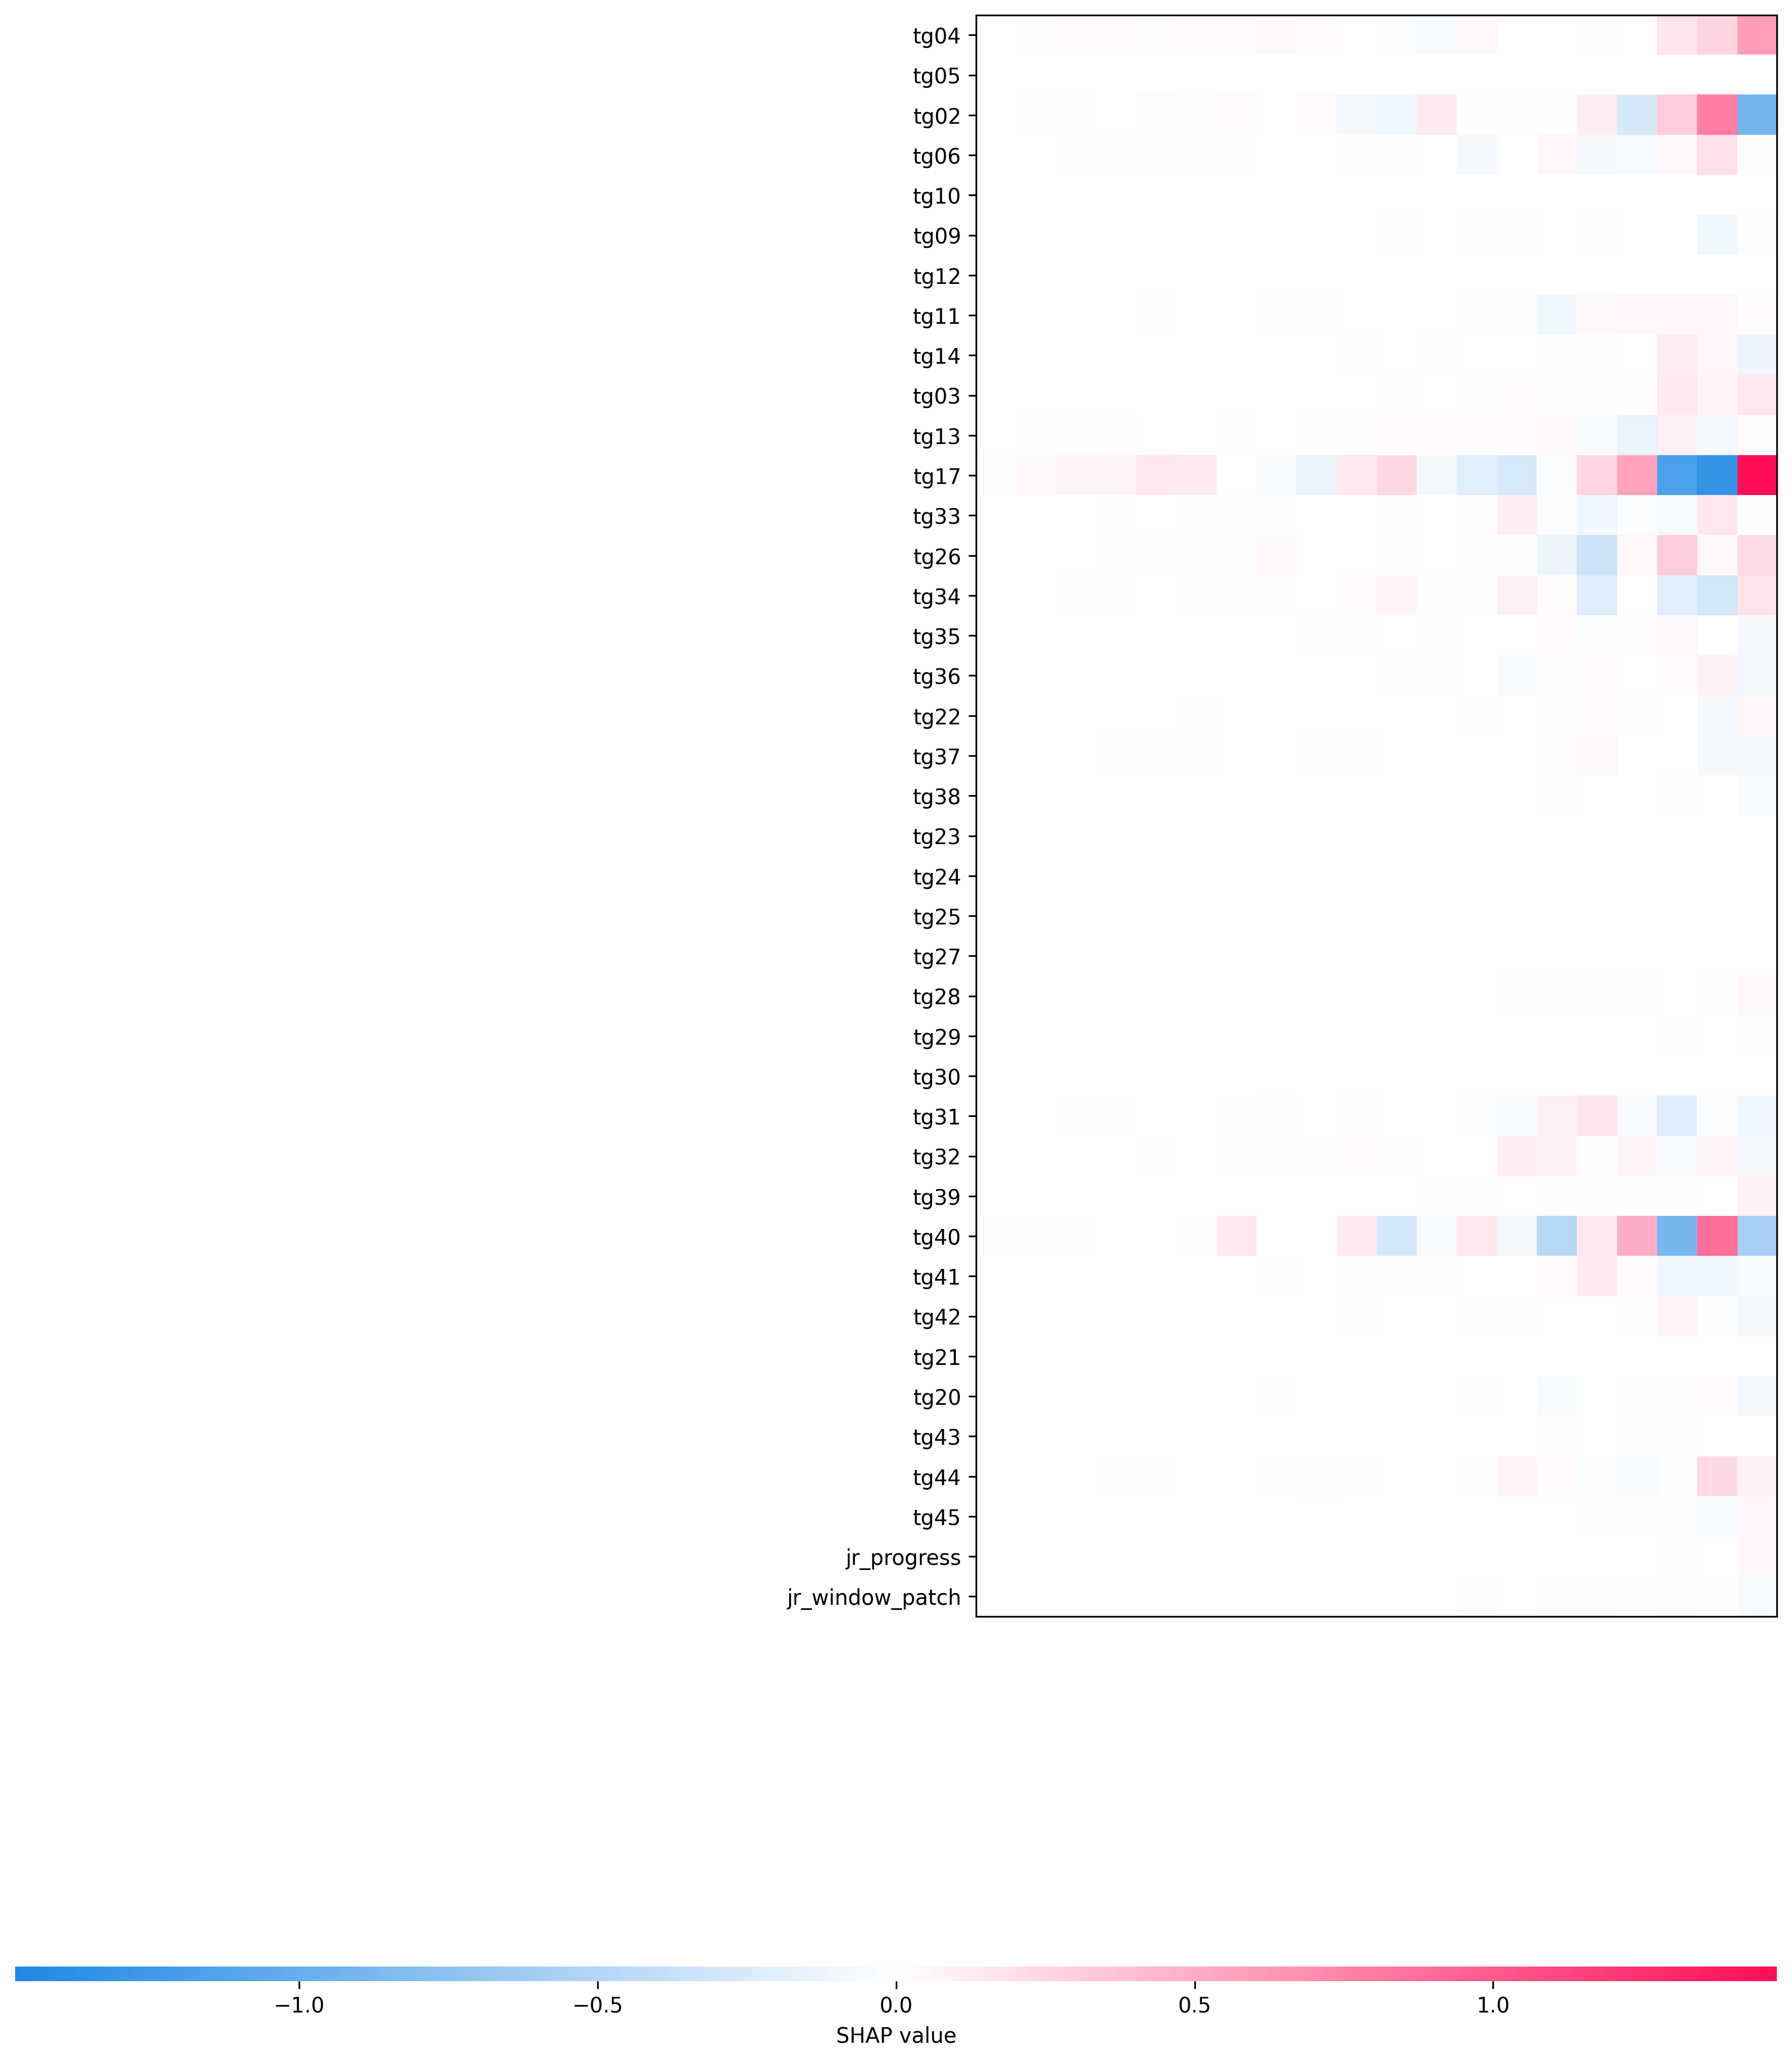 tg04
tg05
tg02
tg06
tg10
tg09
tg12
tg11
tg14
tg03
tg13
tg17
tg33
tg26
tg34
tg35
tg36
tg22
tg37
tg38
tg23
tg24
tg25
tg27
tg28
tg29
tg30
tg31
tg32
tg39
tg40
tg41
tg42
tg21
tg20
tg43
tg44
tg45
jr_progress
jr_window_patch
−1.0 −0.5 0.0 0.5 1.0
SHAP value